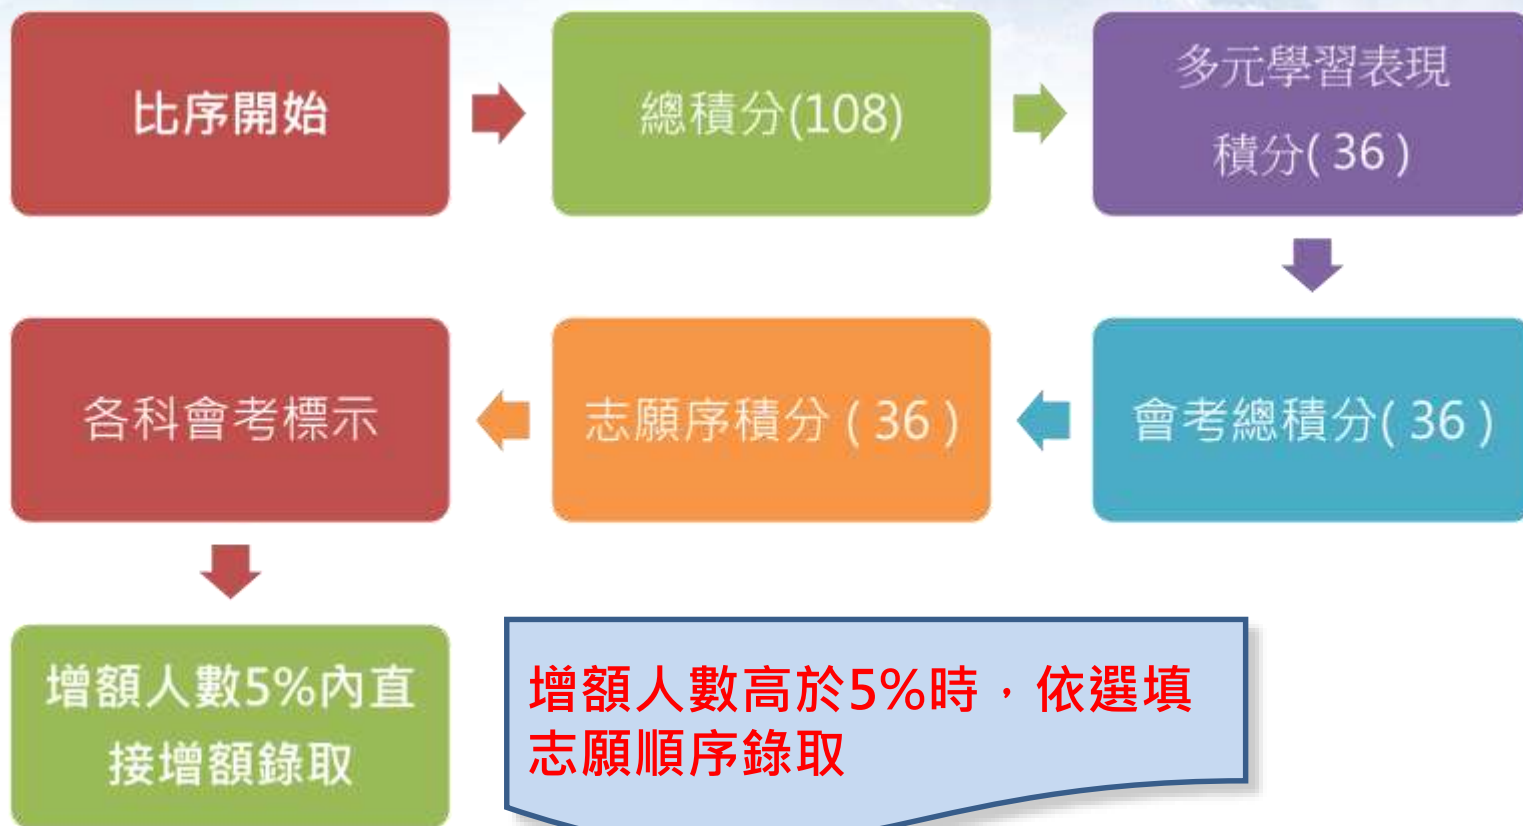 比序開始
總積分(108)
多元學習表現
積分( 36 )
會考總積分( 36 )
志願序積分 ( 36 )
各科會考標示
增額人數5%內直
接增額錄取
增額人數高於5%時，依選填
志願順序錄取